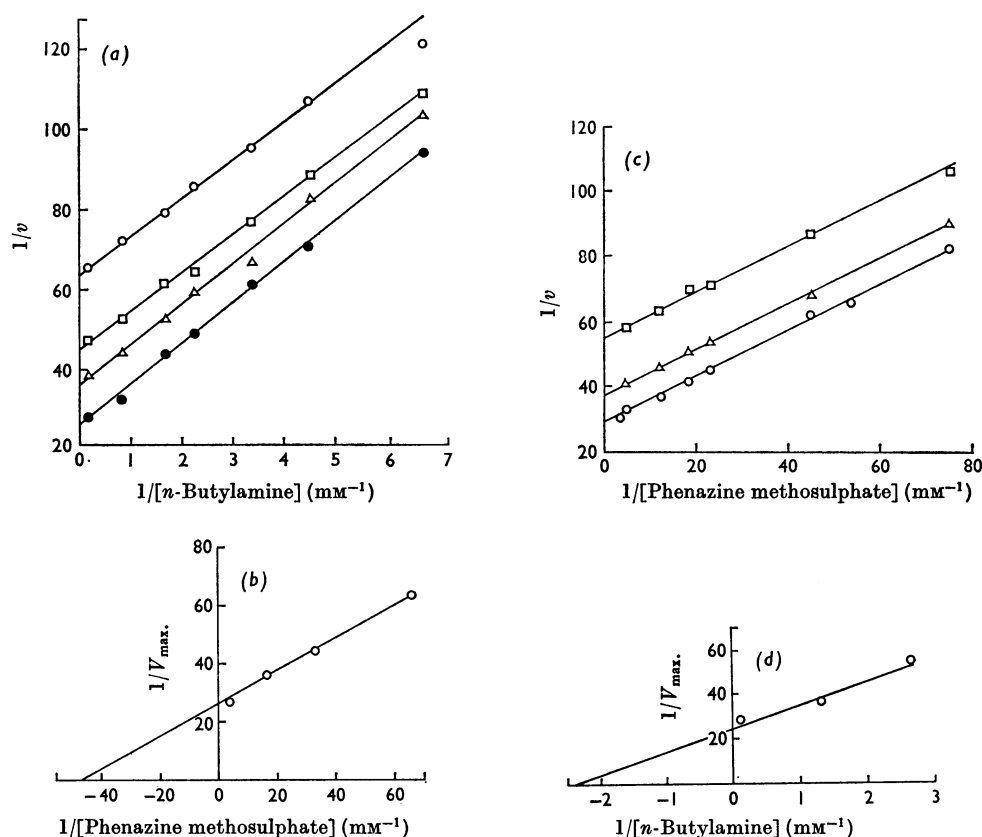 (a)
120
100
80
60
40
20
1/v
0 1 2 3 4 5 6 7
1/[n-Butylamine] (mM⁻¹)
(c)
120
100
80
60
40
20
1/v
0 20 40 60 80
1/[Phenazine methosulphate] (mM⁻¹)
(b)
80
60
40
20
1/Vmax.
−40 −20 0 20 40 60
1/[Phenazine methosulphate] (mM⁻¹)
(d)
60
40
20
1/Vmax.
−2 −1 0 1 2 3
1/[n-Butylamine] (mM⁻¹)